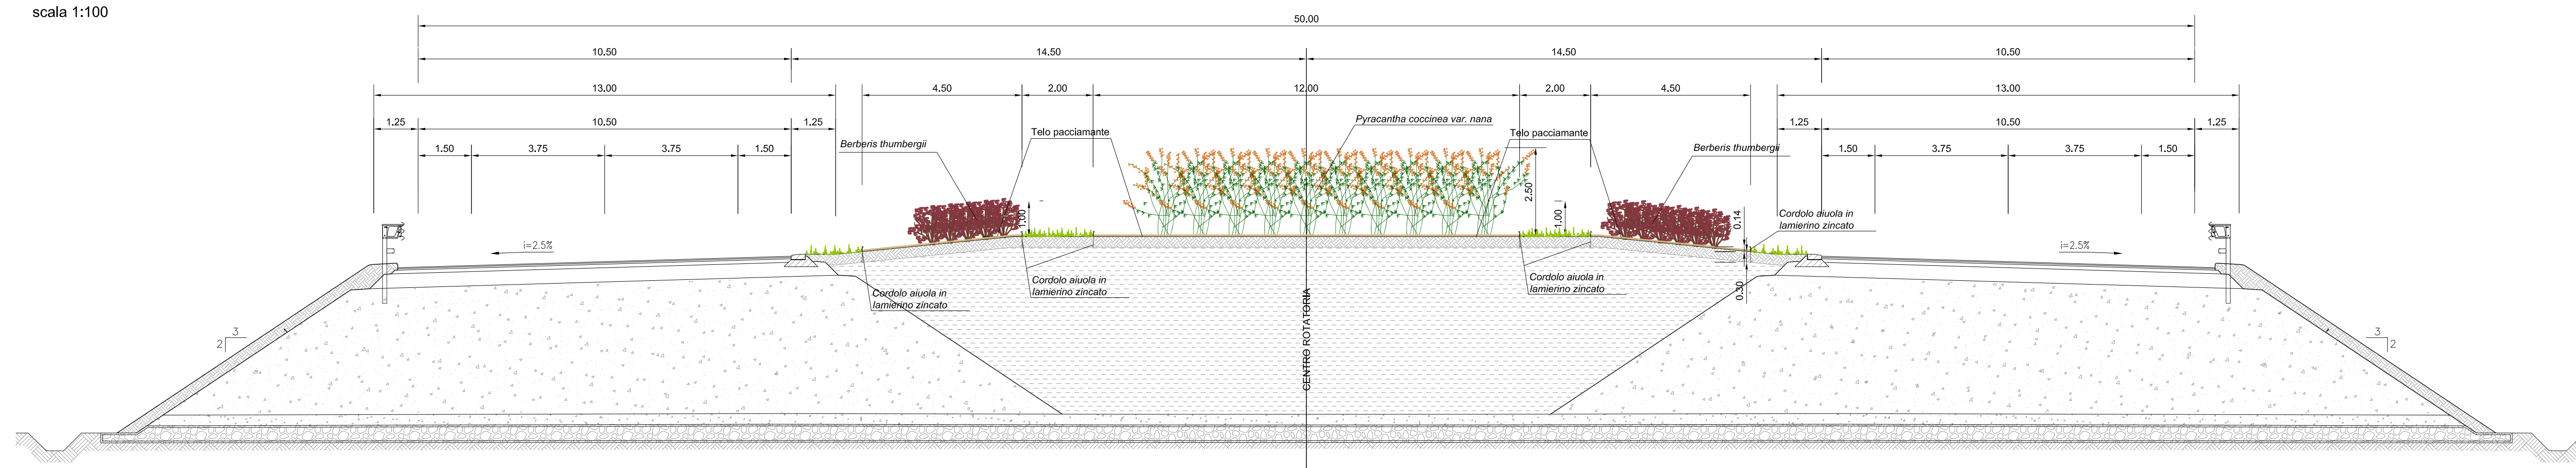 scala 1:100
50.00
10.50
14.50
14.50
10.50
13.00
4.50
2.00
12.00
2.00
4.50
13.00
1.25
10.50
1.25
1.25
10.50
1.25
1.50
3.75
3.75
1.50
1.50
3.75
3.75
1.50
Berberis thumbergii
Telo pacciamante
Pyracantha coccinea var. nana
Telo pacciamante
Berberis thumbergii
1.00
2.50
1.00
0.14
Cordolo aiuola in
lamierino zincato
i=2.5%
i=2.5%
Cordolo aiuola in
lamierino zincato
Cordolo aiuola in
lamierino zincato
Cordolo aiuola in
lamierino zincato
0.30
CENTRO ROTATORIA
3
2
3
2